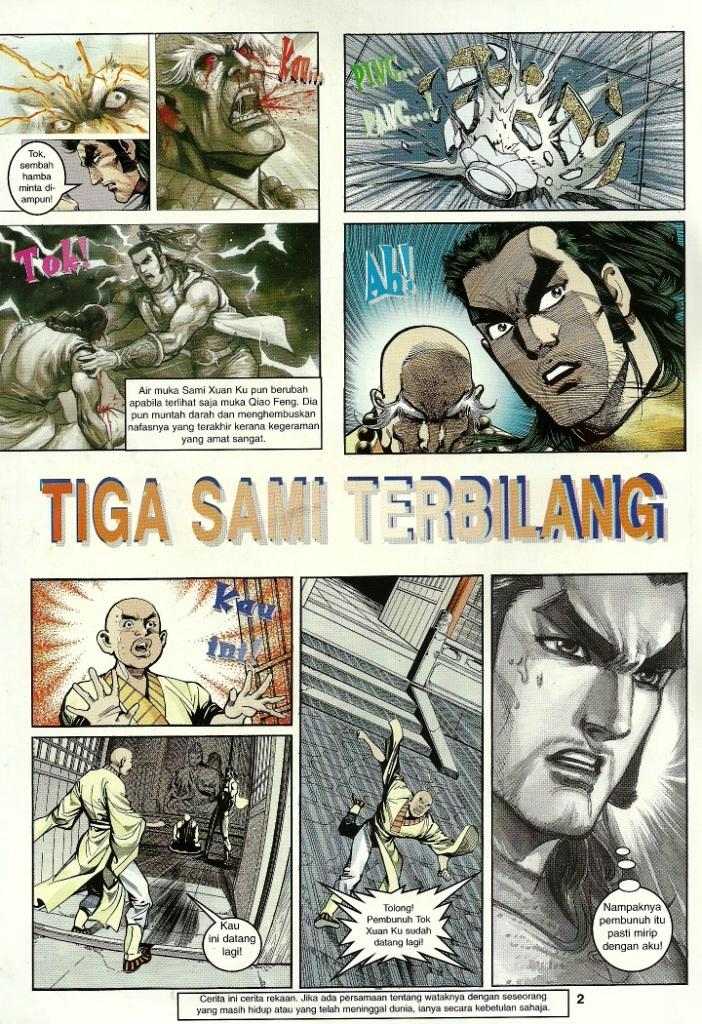 Kau...
Tok,
sembah
hamba
minta di-
ampun!
PING...
PANG...!
Tok!
Air muka Sami Xuan Ku pun berubah
apabila terlihat saja muka Qiao Feng. Dia
pun muntah darah dan menghembuskan
nafasnya yang terakhir kerana kegeraman
yang amat sangat.
Ah!
TIGA SAMI TERBILANG
Kau
ini!
Kau
ini datang
lagi!
Tolong!
Pembunuh Tok
Xuan Ku sudah
datang lagi!
Nampaknya
pembunuh itu
pasti mirip
dengan aku!
Cerita ini cerita rekaan. Jika ada persamaan tentang wataknya dengan seseorang
yang masih hidup atau yang telah meninggal dunia, ianya secara kebetulan sahaja.
2